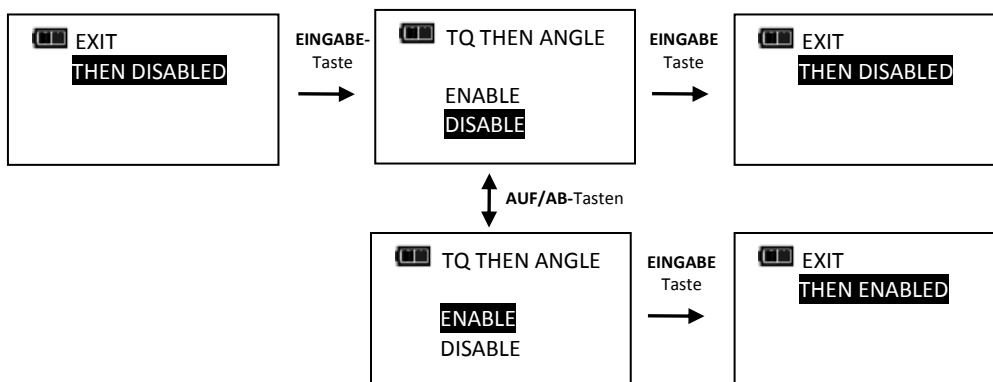 EXIT
THEN DISABLED
EINGABE-
Taste
TQ THEN ANGLE
ENABLE
DISABLE
EINGABE
Taste
EXIT
THEN DISABLED
AUF/AB-Tasten
TQ THEN ANGLE
ENABLE
DISABLE
EINGABE
Taste
EXIT
THEN ENABLED